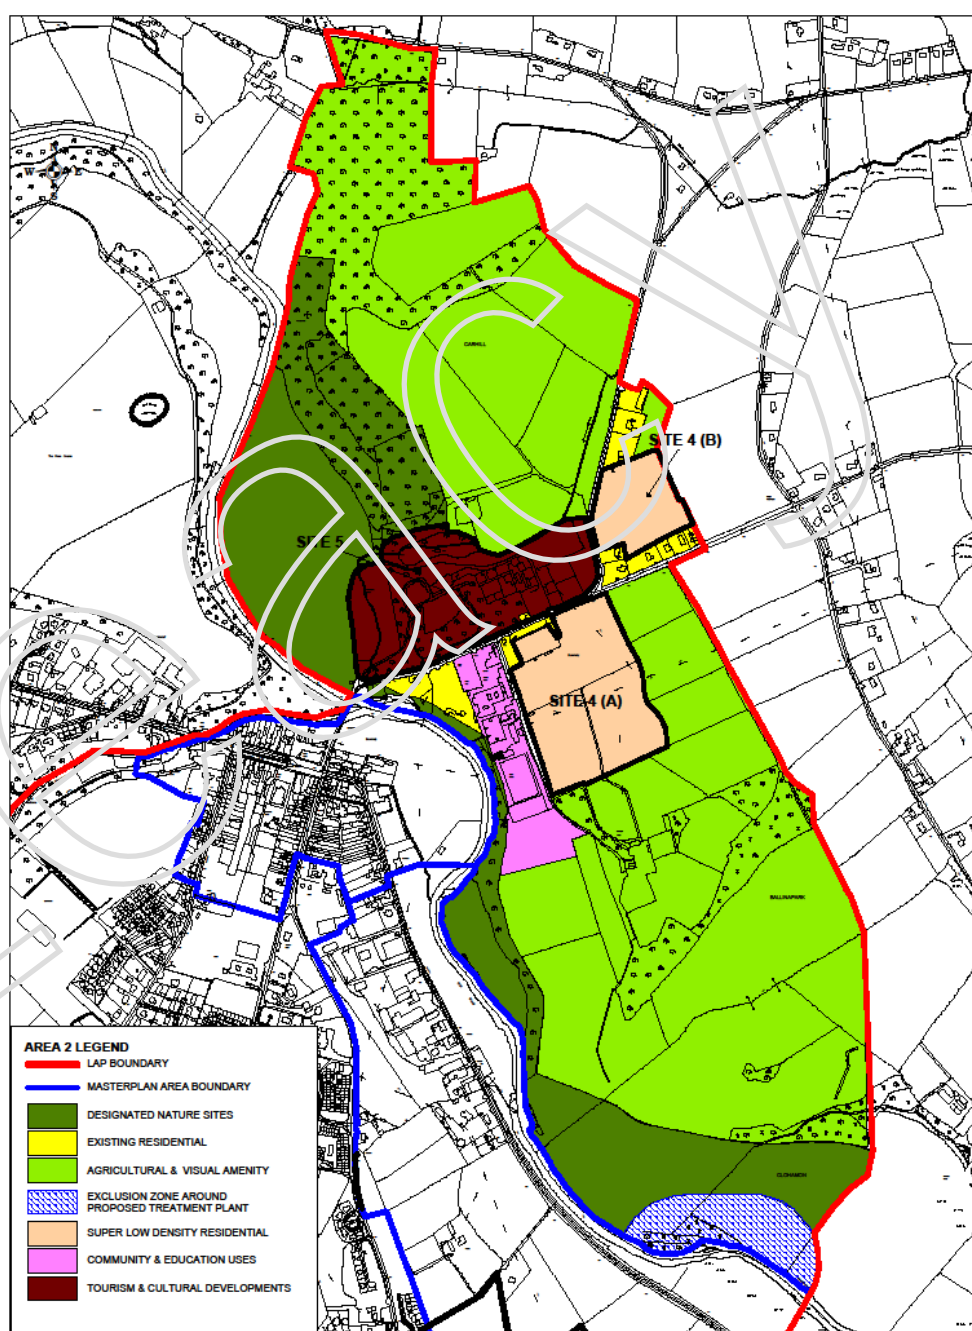 W E
CARHILL
SITE 4 (B)
SITE 5
SITE 4 (A)
BALLINAPARK
CLOHAMON
AREA 2 LEGEND
LAP BOUNDARY
MASTERPLAN AREA BOUNDARY
DESIGNATED NATURE SITES
EXISTING RESIDENTIAL
AGRICULTURAL & VISUAL AMENITY
EXCLUSION ZONE AROUND
PROPOSED TREATMENT PLANT
SUPER LOW DENSITY RESIDENTIAL
COMMUNITY & EDUCATION USES
TOURISM & CULTURAL DEVELOPMENTS